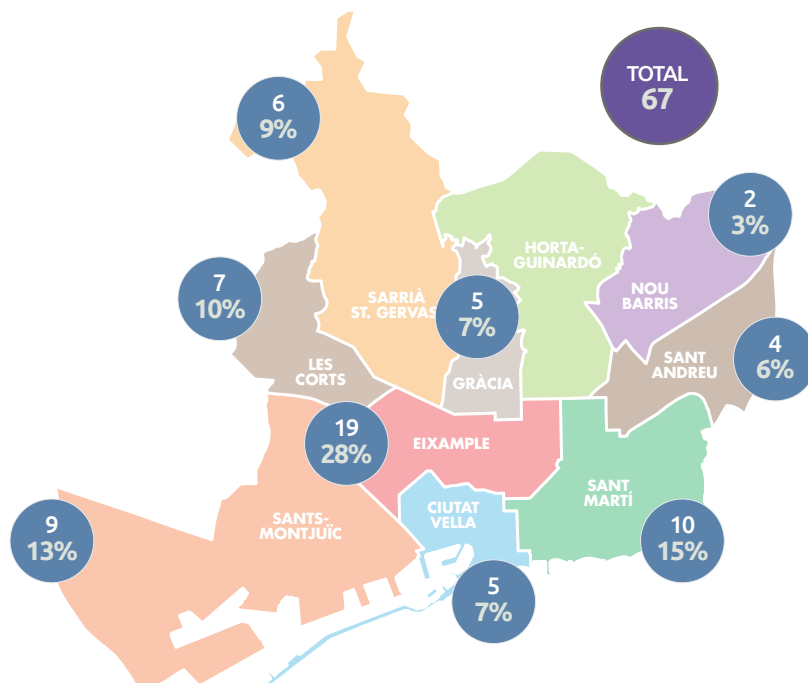 TOTAL
67
6
9%
2
3%
HORTA-
GUINARDÓ
7
10%
SARRIÀ
ST. GERVAS
5
7%
NOU
BARRIS
4
6%
SANT
ANDREU
LES
CORTS
GRÀCIA
19
28%
EIXAMPLE
SANT
MARTÍ
CIUTAT
VELLA
SANTS-
MONTJUÏC
9
13%
10
15%
5
7%